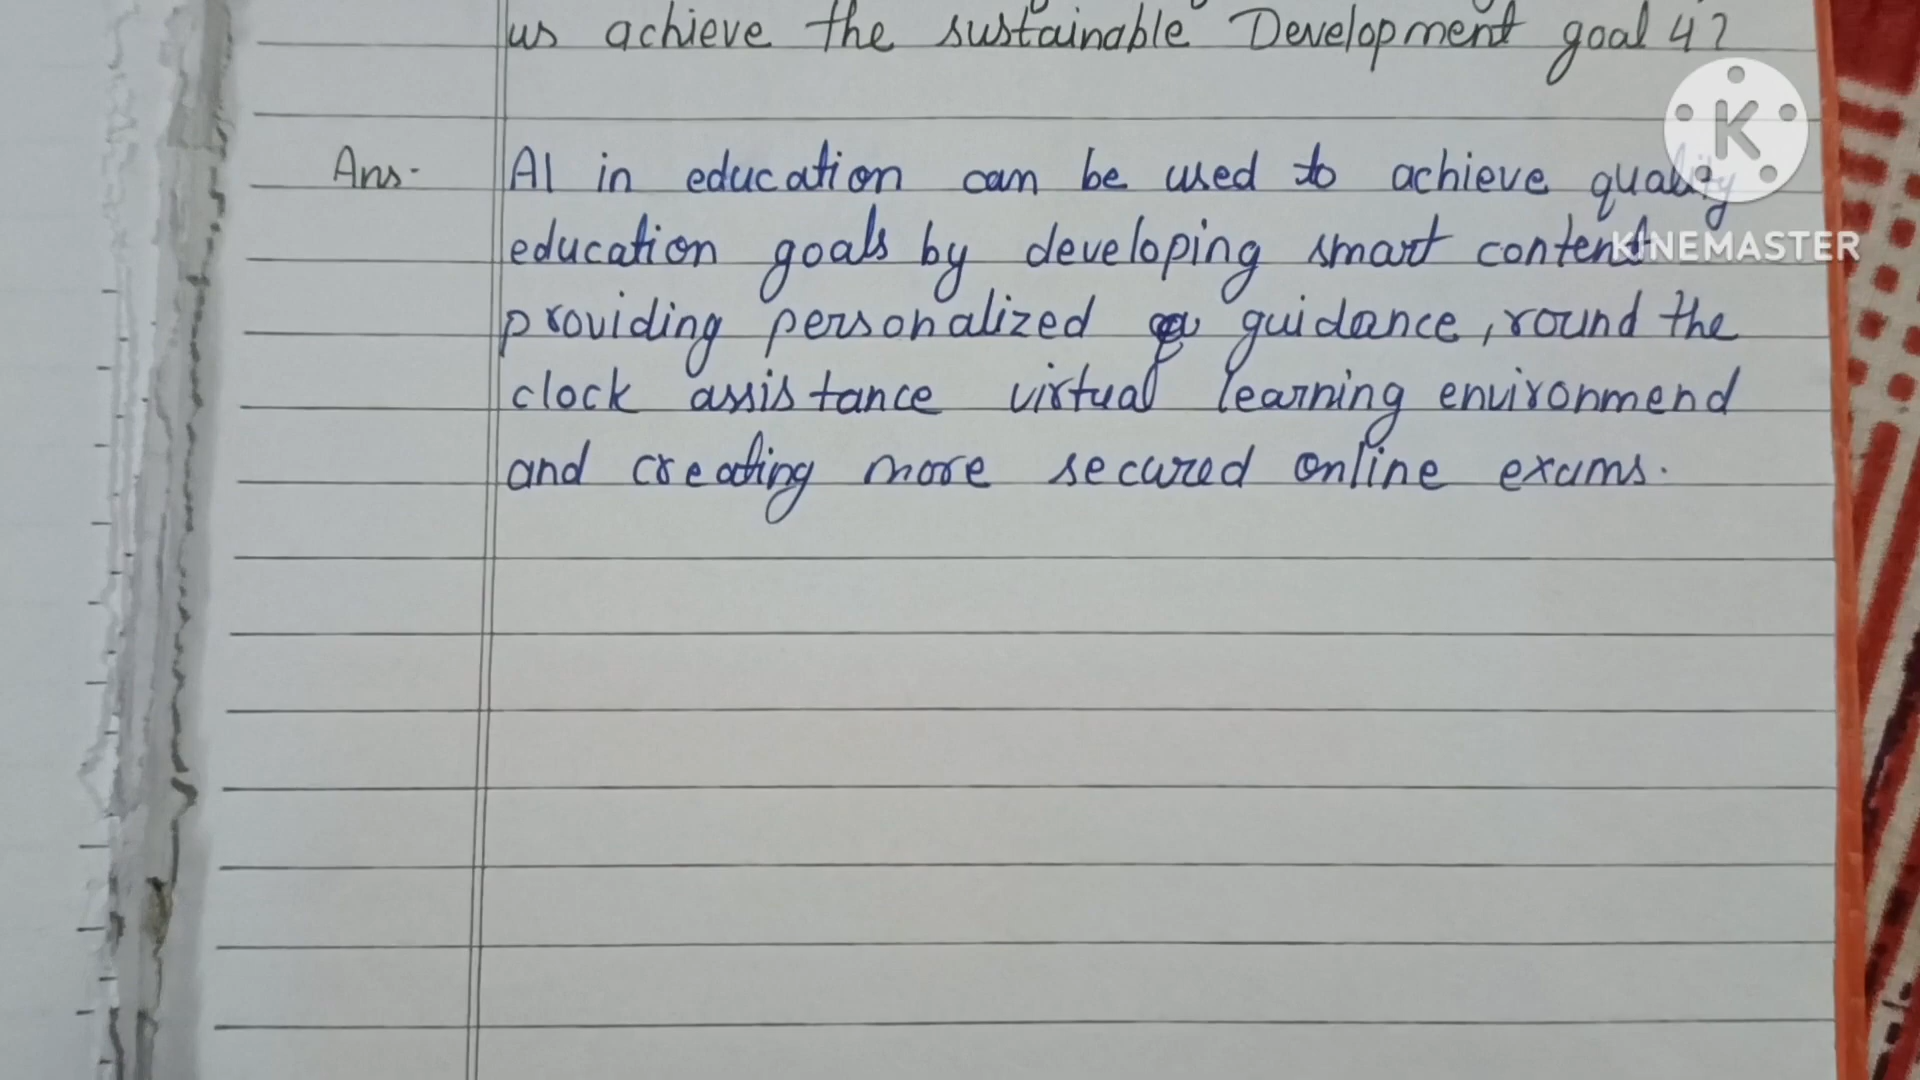 us achieve the sustainable Development goal 4?
Ans- AI in education can be used to achieve quality
education goals by developing smart content
providing personalized guidance, round the
clock assistance virtual learning environmend
and creating more secured online exams.
K
KINEMASTER